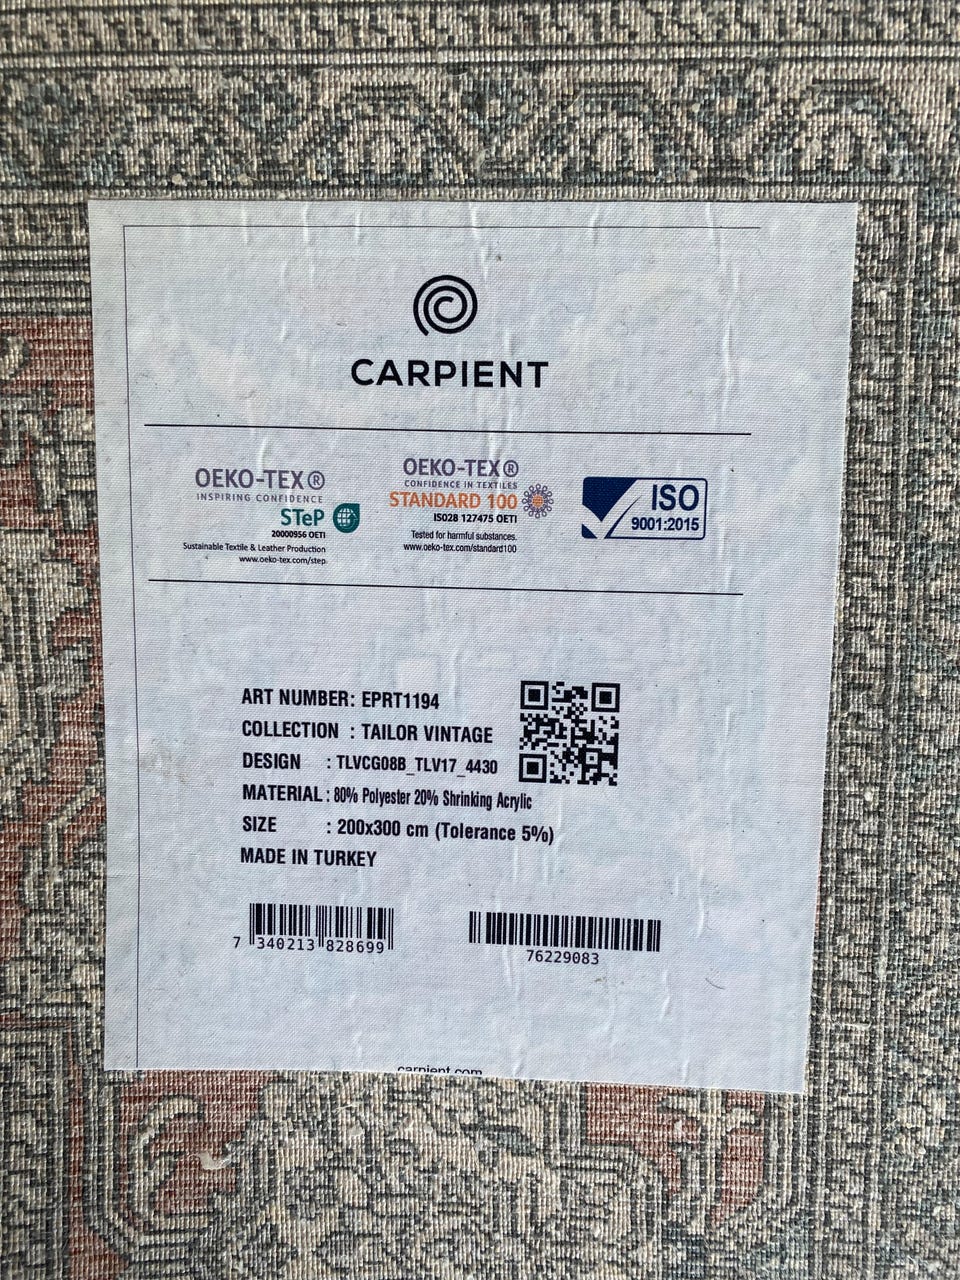 CARPIENT
OEKO-TEX®
INSPIRING CONFIDENCE
STeP
20000956 OETI
Sustainable Textile & Leather Production
www.oeko-tex.com/step
OEKO-TEX®
CONFIDENCE IN TEXTILES
STANDARD 100
IS028 127475 OETI
Tested for harmful substances.
www.oeko-tex.com/standard100
ISO
9001:2015
ART NUMBER: EPRT1194
COLLECTION : TAILOR VINTAGE
DESIGN : TLVCG08B_TLV17_4430
MATERIAL : 80% Polyester 20% Shrinking Acrylic
SIZE : 200x300 cm (Tolerance 5%)
MADE IN TURKEY
7 340213 828699
76229083
carpient.com